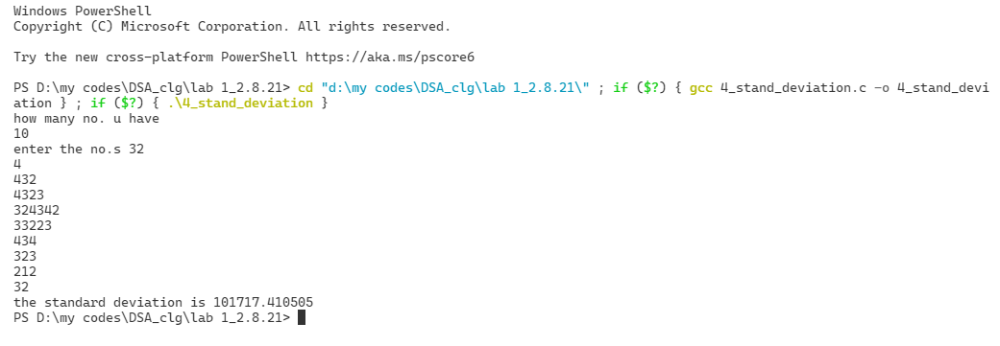 Windows PowerShell
Copyright (C) Microsoft Corporation. All rights reserved.
Try the new cross-platform PowerShell https://aka.ms/pscore6
PS D:\my codes\DSA_clg\lab 1_2.8.21> cd "d:\my codes\DSA_clg\lab 1_2.8.21\" ; if ($?) { gcc 4_stand_deviation.c -o 4_stand_devi
ation } ; if ($?) { .\4_stand_deviation }
how many no. u have
10
enter the no.s 32
4
432
4323
324342
33223
434
323
212
32
the standard deviation is 101717.410505
PS D:\my codes\DSA_clg\lab 1_2.8.21>